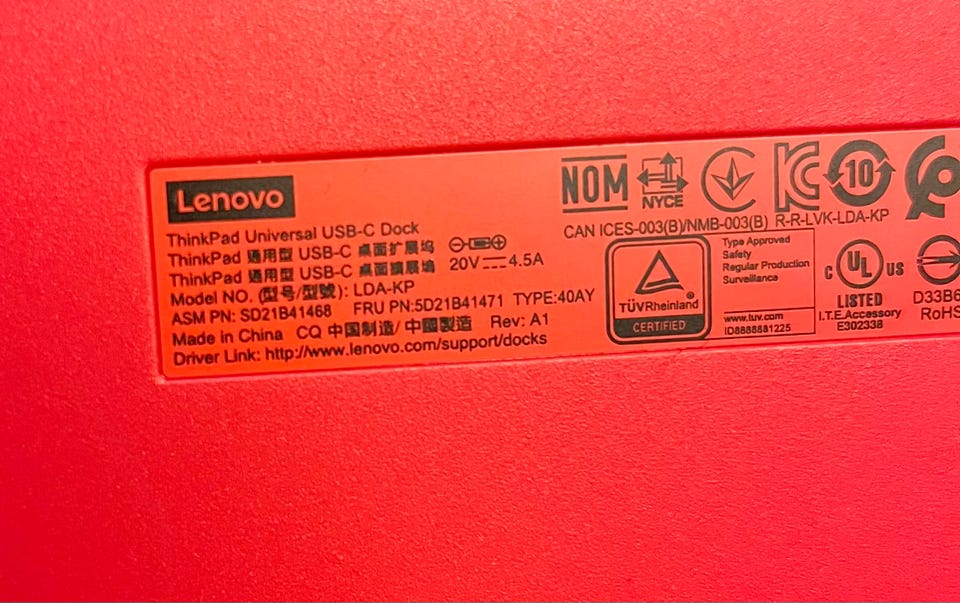 Lenovo
ThinkPad Universal USB-C Dock
ThinkPad 通用型 USB-C 桌面扩展坞
ThinkPad 通用型 USB-C 桌面擴展塢
20V 4.5A
Model NO. (型号/型號): LDA-KP
ASM PN: SD21B41468 FRU PN:5D21B41471 TYPE:40AY
Made in China CQ 中国制造/ 中國製造 Rev: A1
Driver Link: http://www.lenovo.com/support/docks
NOM
NYCE
10
CAN ICES-003(B)/NMB-003(B) R-R-LVK-LDA-KP
TÜVRheinland
CERTIFIED
Type Approved
Safety
Regular Production
Surveillance
www.tuv.com
ID8888881225
C UL US
LISTED
I.T.E.Accessory
E302338
D33B6
RoHS